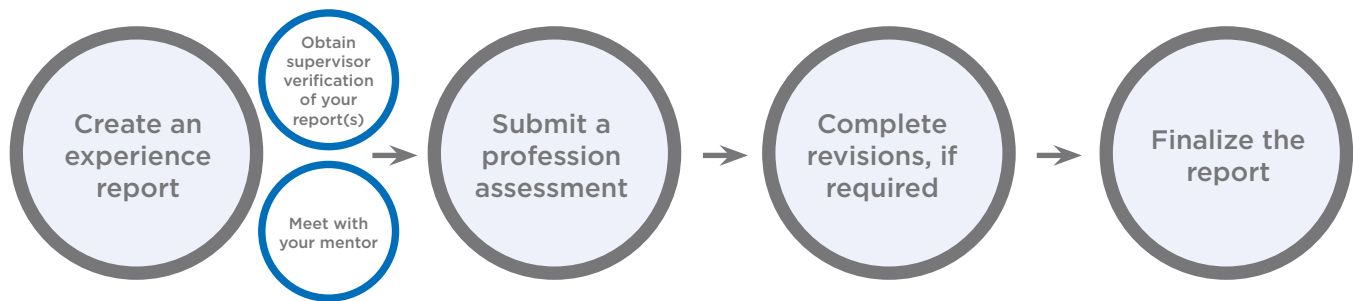 Create an
experience
report
Obtain
supervisor
verification
of your
report(s)
Meet with
your mentor
Submit a
profession
assessment
Complete
revisions, if
required
Finalize the
report